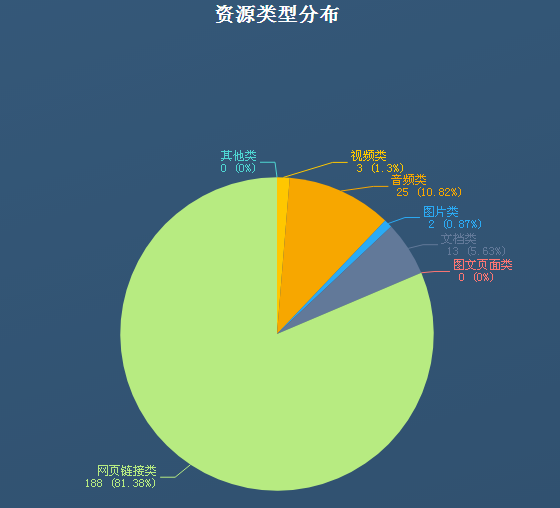 资源类型分布
其他类
0 (0%)
视频类
3 (1.3%)
音频类
25 (10.82%)
图片类
2 (0.87%)
文档类
13 (5.63%)
图文页面类
0 (0%)
网页链接类
188 (81.38%)